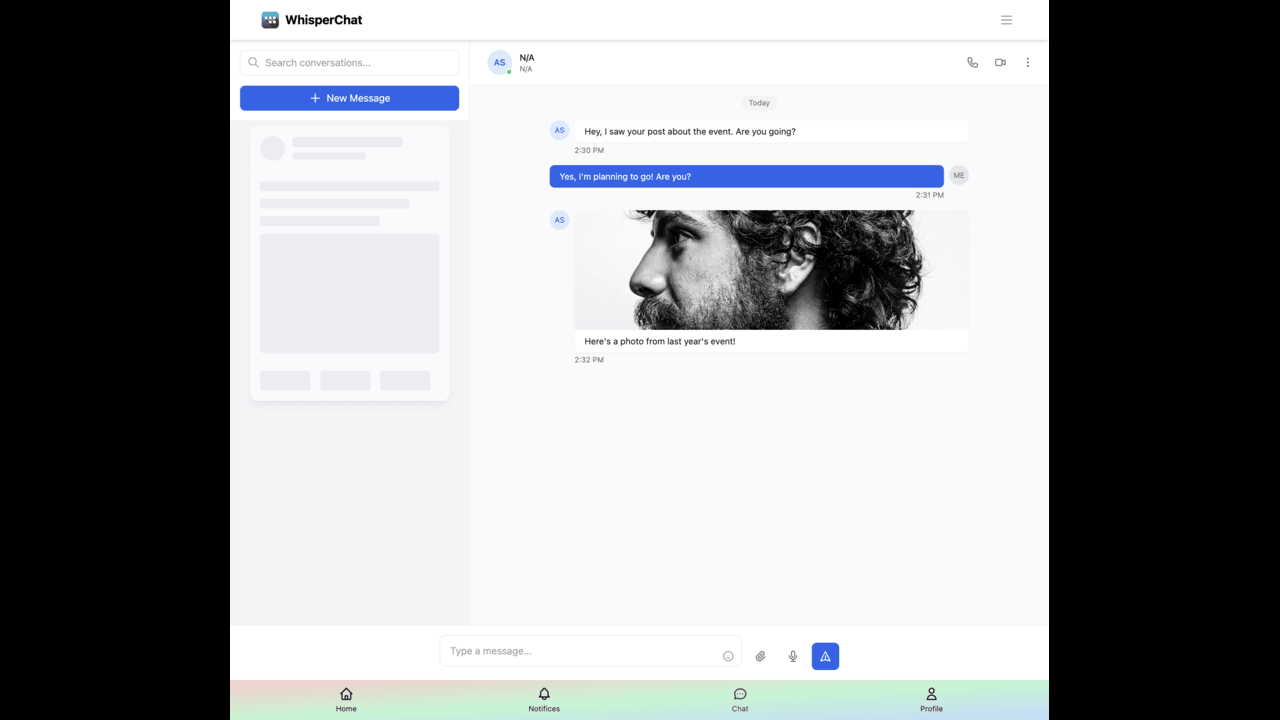 WhisperChat
Search conversations...
New Message
AS
N/A
N/A
Today
AS
Hey, I saw your post about the event. Are you going?
2:30 PM
Yes, I'm planning to go! Are you?
ME
2:31 PM
AS
Here's a photo from last year's event!
2:32 PM
Type a message...
Home
Notifices
Chat
Profile